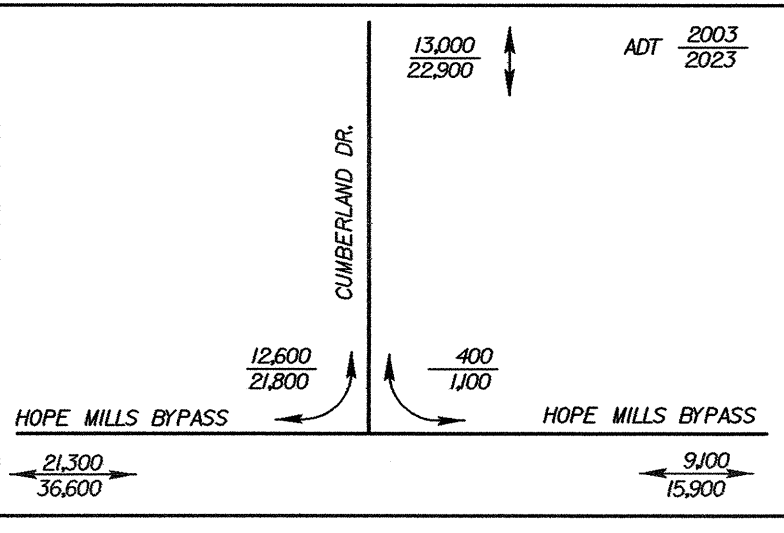 13,000
22,900
ADT 2003
2023
CUMBERLAND DR.
12,600
21,800
400
1,100
HOPE MILLS BYPASS
HOPE MILLS BYPASS
21,300
36,600
9,100
15,900